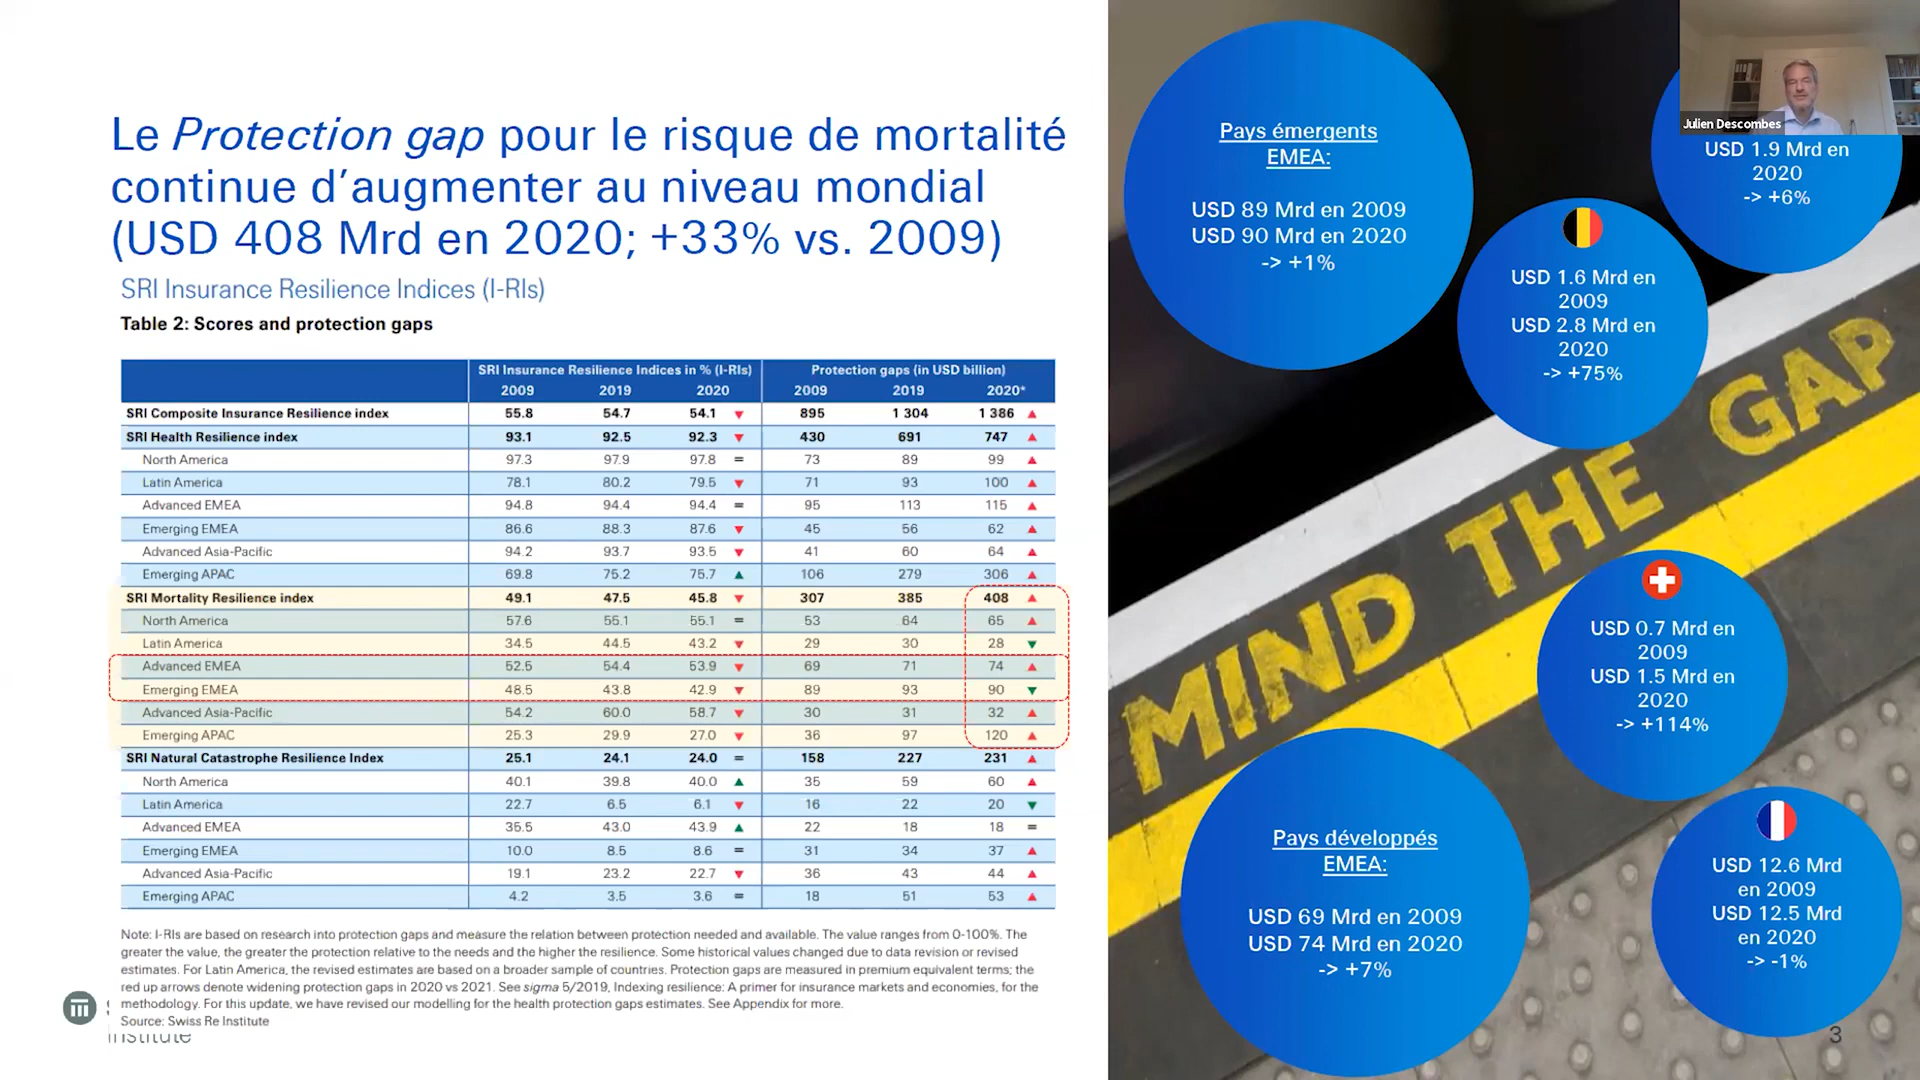 Le Protection gap pour le risque de mortalité
continue d'augmenter au niveau mondial
(USD 408 Mrd en 2020; +33% vs. 2009)
SRI Insurance Resilience Indices (I-RIs)
Table 2: Scores and protection gaps
SRI Insurance Resilience Indices in % (I-RIs) Protection gaps (in USD billion)
2009 2019 2020 2009 2019 2020*
SRI Composite Insurance Resilience index 55.8 54.7 54.1 ▼ 895 1 304 1 386 ▲
SRI Health Resilience index 93.1 92.5 92.3 ▼ 430 691 747 ▲
North America 97.3 97.9 97.8 = 73 89 99 ▲
Latin America 78.1 80.2 79.5 ▼ 71 93 100 ▲
Advanced EMEA 94.8 94.4 94.4 = 95 113 115 ▲
Emerging EMEA 86.6 88.3 87.6 ▼ 45 56 62 ▲
Advanced Asia-Pacific 94.2 93.7 93.5 ▼ 41 60 64 ▲
Emerging APAC 69.8 75.2 75.7 ▲ 106 279 306 ▲
SRI Mortality Resilience index 49.1 47.5 45.8 ▼ 307 385 408 ▲
North America 57.6 55.1 55.1 = 53 64 65 ▲
Latin America 34.5 44.5 43.2 ▼ 29 30 28 ▼
Advanced EMEA 52.5 54.4 53.9 ▼ 69 71 74 ▲
Emerging EMEA 48.5 43.8 42.9 ▼ 89 93 90 ▼
Advanced Asia-Pacific 54.2 60.0 58.7 ▼ 30 31 32 ▲
Emerging APAC 25.3 29.9 27.0 ▼ 36 97 120 ▲
SRI Natural Catastrophe Resilience Index 25.1 24.1 24.0 = 158 227 231 ▲
North America 40.1 39.8 40.0 ▲ 35 59 60 ▲
Latin America 22.7 6.5 6.1 ▼ 16 22 20 ▼
Advanced EMEA 35.5 43.0 43.9 ▲ 22 18 18 =
Emerging EMEA 10.0 8.5 8.6 = 31 34 37 ▲
Advanced Asia-Pacific 19.1 23.2 22.7 ▼ 36 43 44 ▲
Emerging APAC 4.2 3.5 3.6 = 18 51 53 ▲
Note: I-RIs are based on research into protection gaps and measure the relation between protection needed and available. The value ranges from 0-100%. The
greater the value, the greater the protection relative to the needs and the higher the resilience. Some historical values changed due to data revision or revised
estimates. For Latin America, the revised estimates are based on a broader sample of countries. Protection gaps are measured in premium equivalent terms; the
red up arrows denote widening protection gaps in 2020 vs 2021. See sigma 5/2019, Indexing resilience: A primer for insurance markets and economies, for the
methodology. For this update, we have revised our modelling for the health protection gaps estimates. See Appendix for more.
Source: Swiss Re Institute
Institute
Pays émergents
EMEA:
USD 89 Mrd en 2009
USD 90 Mrd en 2020
-> +1%
Julien Descombes
USD 1.9 Mrd en
2020
-> +6%
USD 1.6 Mrd en
2009
USD 2.8 Mrd en
2020
-> +75%
MIND THE GAP
USD 0.7 Mrd en
2009
USD 1.5 Mrd en
2020
-> +114%
Pays développés
EMEA:
USD 69 Mrd en 2009
USD 74 Mrd en 2020
-> +7%
USD 12.6 Mrd
en 2009
USD 12.5 Mrd
en 2020
-> -1%
3